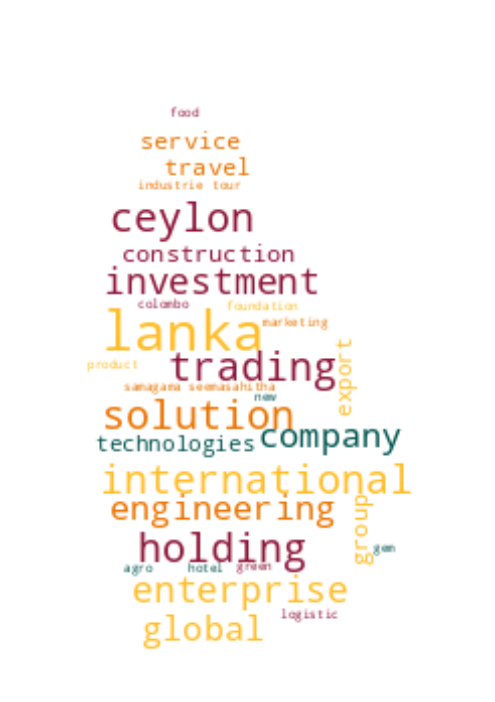 food
service
travel
industrie tour
ceylon
construction
investment
colombo
foundation
lanka
marketing
trading
product
export
samagama seemasahitha
new
solution
company
technologies
international
engineering
group
holding
gem
agro
hotel
green
enterprise
logistic
global